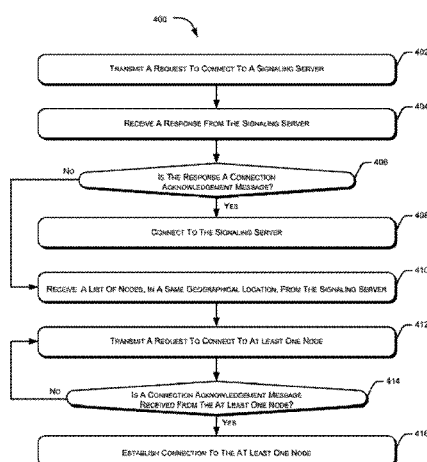 400
402
TRANSMIT A REQUEST TO CONNECT TO A SIGNALING SERVER
404
RECEIVE A RESPONSE FROM THE SIGNALING SERVER
406
NO
IS THE RESPONSE A CONNECTION
ACKNOWLEDGEMENT MESSAGE?
YES
408
CONNECT TO THE SIGNALING SERVER
410
RECEIVE A LIST OF NODES, IN A SAME GEOGRAPHICAL LOCATION, FROM THE SIGNALING SERVER
412
TRANSMIT A REQUEST TO CONNECT TO AT LEAST ONE NODE
414
NO
IS A CONNECTION ACKNOWLEDGEMENT MESSAGE
RECEIVED FROM THE AT LEAST ONE NODE?
YES
416
ESTABLISH CONNECTION TO THE AT LEAST ONE NODE